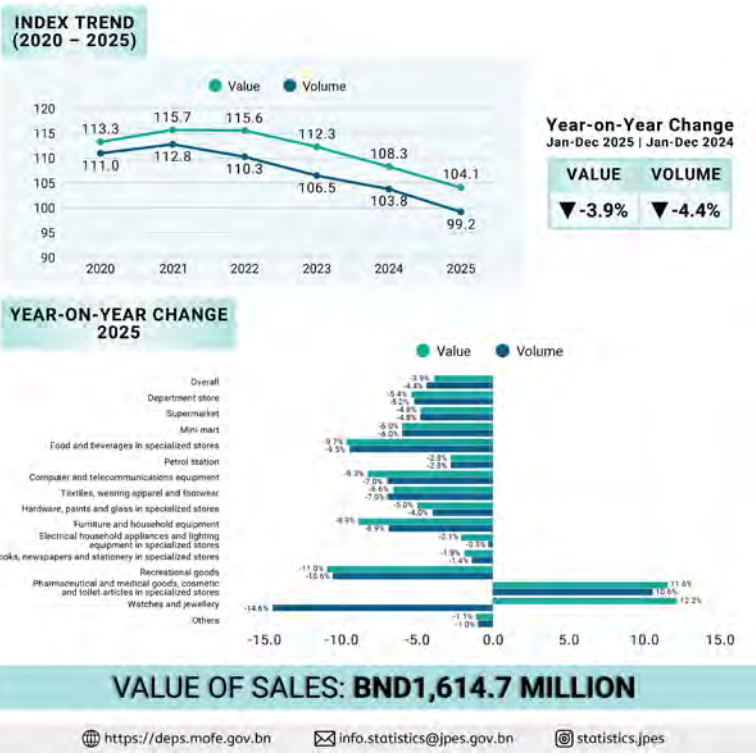 INDEX TREND
(2020 – 2025)
Value Volume
120
115
110
105
100
95
90
113.3 115.7 115.6 112.3 108.3 104.1
111.0 112.8 110.3 106.5 103.8 99.2
2020 2021 2022 2023 2024 2025
Year-on-Year Change
Jan-Dec 2025 | Jan-Dec 2024
VALUE VOLUME
▼-3.9% ▼-4.4%
YEAR-ON-YEAR CHANGE
2025
Value Volume
Overall -3.9%
-4.4%
Department store -5.4%
-5.2%
Supermarket -4.8%
-4.8%
Mini mart -6.0%
-6.0%
Food and beverages in specialized stores -9.7%
-9.5%
Petrol station -2.8%
-2.8%
Computer and telecommunications equipment -8.3%
-7.0%
Textiles, wearing apparel and footwear -6.6%
-7.0%
Hardware, paints and glass in specialized stores -5.0%
-4.0%
Furniture and household equipment -8.9%
-6.9%
Electrical household appliances and lighting -2.1%
equipment in specialized stores -0.3%
ooks, newspapers and stationery in specialized stores -1.9%
-1.4%
Recreational goods -11.0%
-10.6%
Pharmaceutical and medical goods, cosmetic 11.6%
and toilet articles in specialized stores 10.6%
Watches and jewellery 12.2%
-14.6%
Others -1.1%
-1.0%
-15.0 -10.0 -5.0 0.0 5.0 10.0 15.0
VALUE OF SALES: BND1,614.7 MILLION
https://deps.mofe.gov.bn info.statistics@jpes.gov.bn statistics.jpes